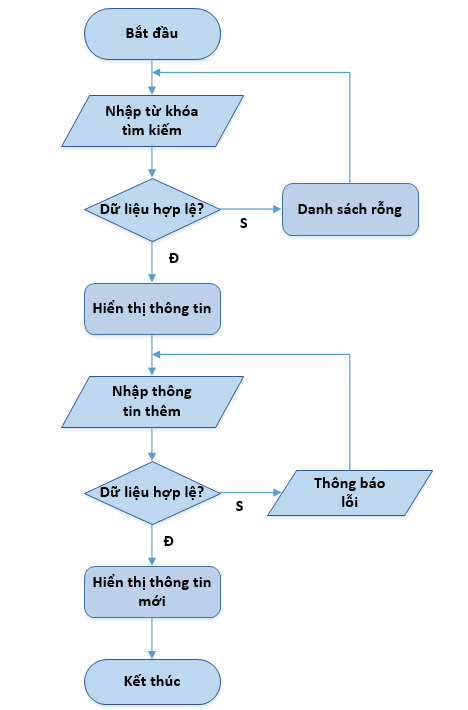 Bắt đầu
Nhập từ khóa
tìm kiếm
Dữ liệu hợp lệ?
S
Danh sách rỗng
Đ
Hiển thị thông tin
Nhập thông
tin thêm
Dữ liệu hợp lệ?
S
Thông báo
lỗi
Đ
Hiển thị thông tin
mới
Kết thúc